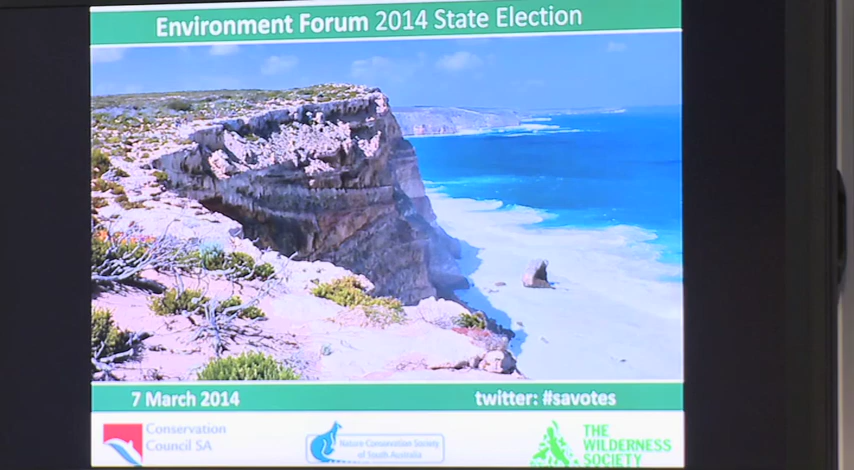 Environment Forum 2014 State Election
7 March 2014
twitter: #savotes
Conservation
Council SA
Nature Conservation Society
of South Australia
THE
WILDERNESS
SOCIETY